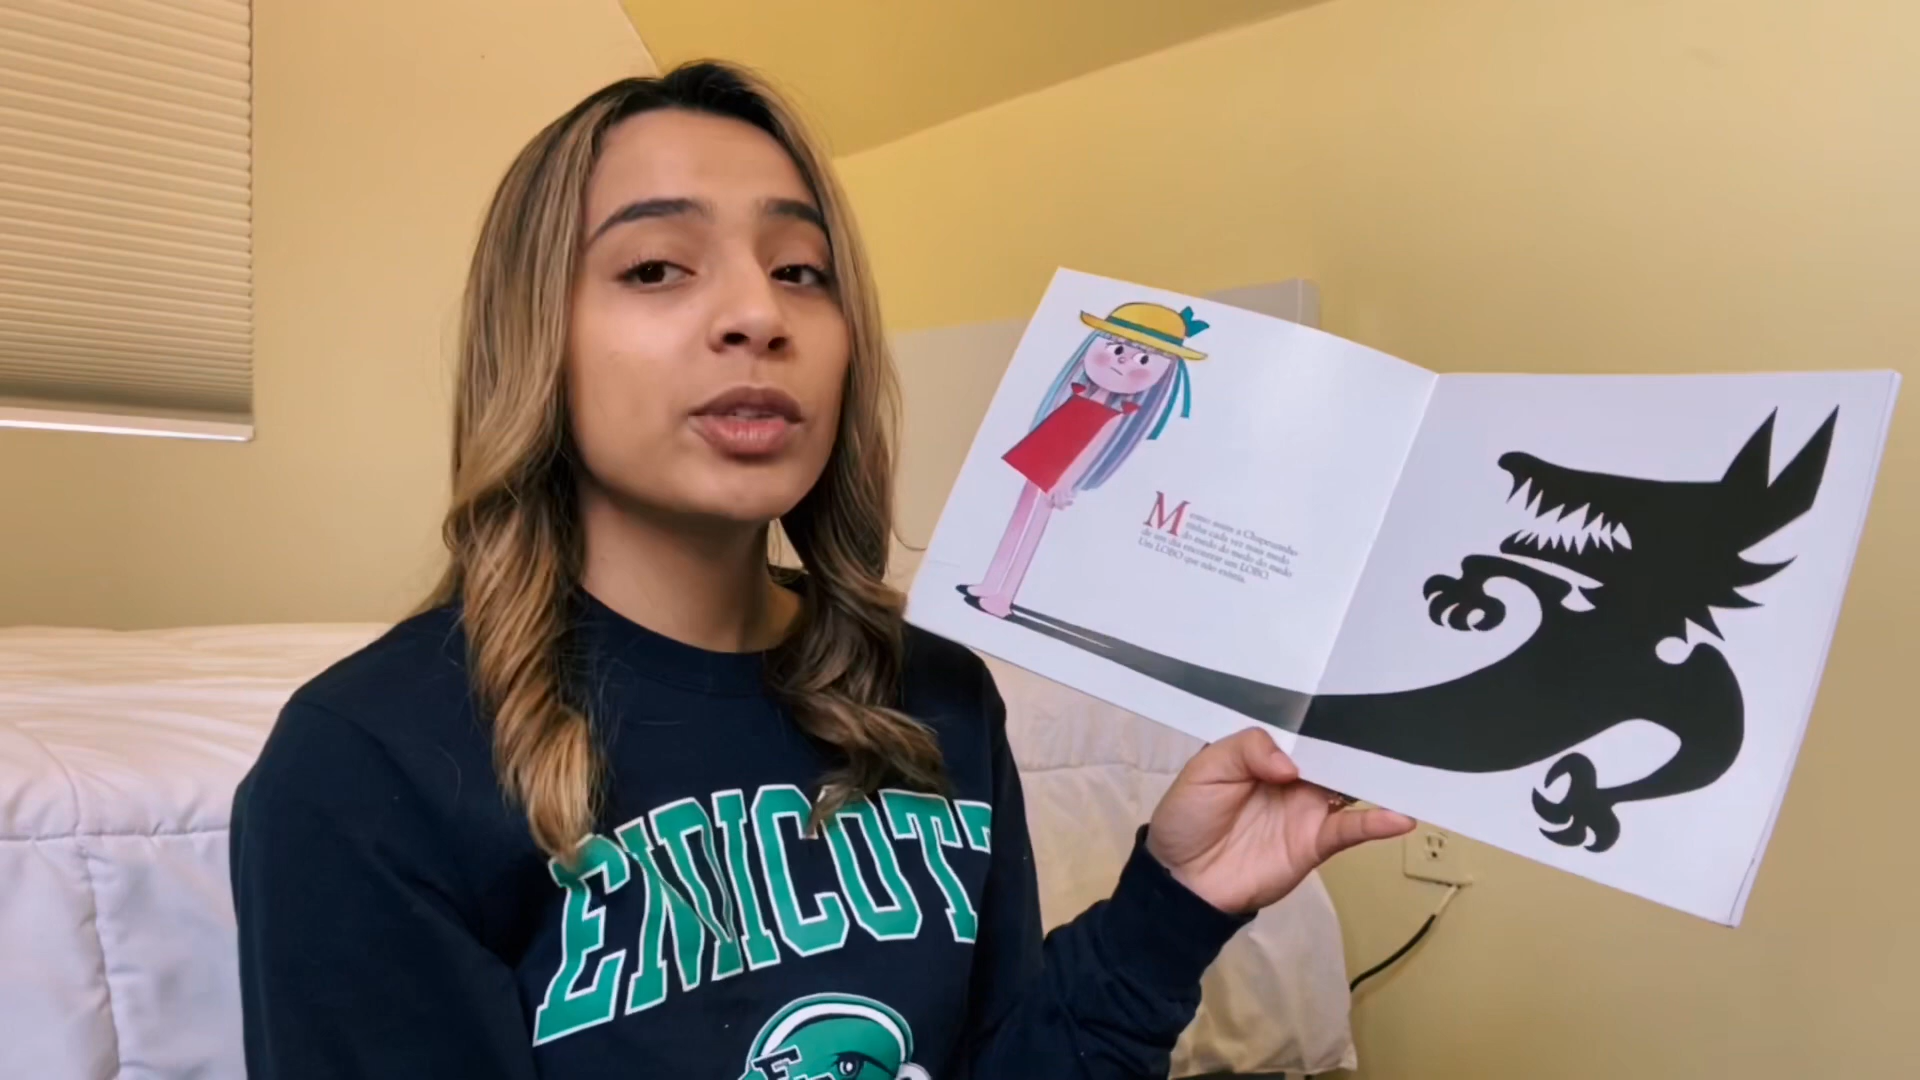 ENDICOTT
E
Mesmo assim a Chapeuzinho
tinha cada vez mais medo
do medo do medo do medo
de um dia encontrar um LOBO
Um LOBO que não existia.